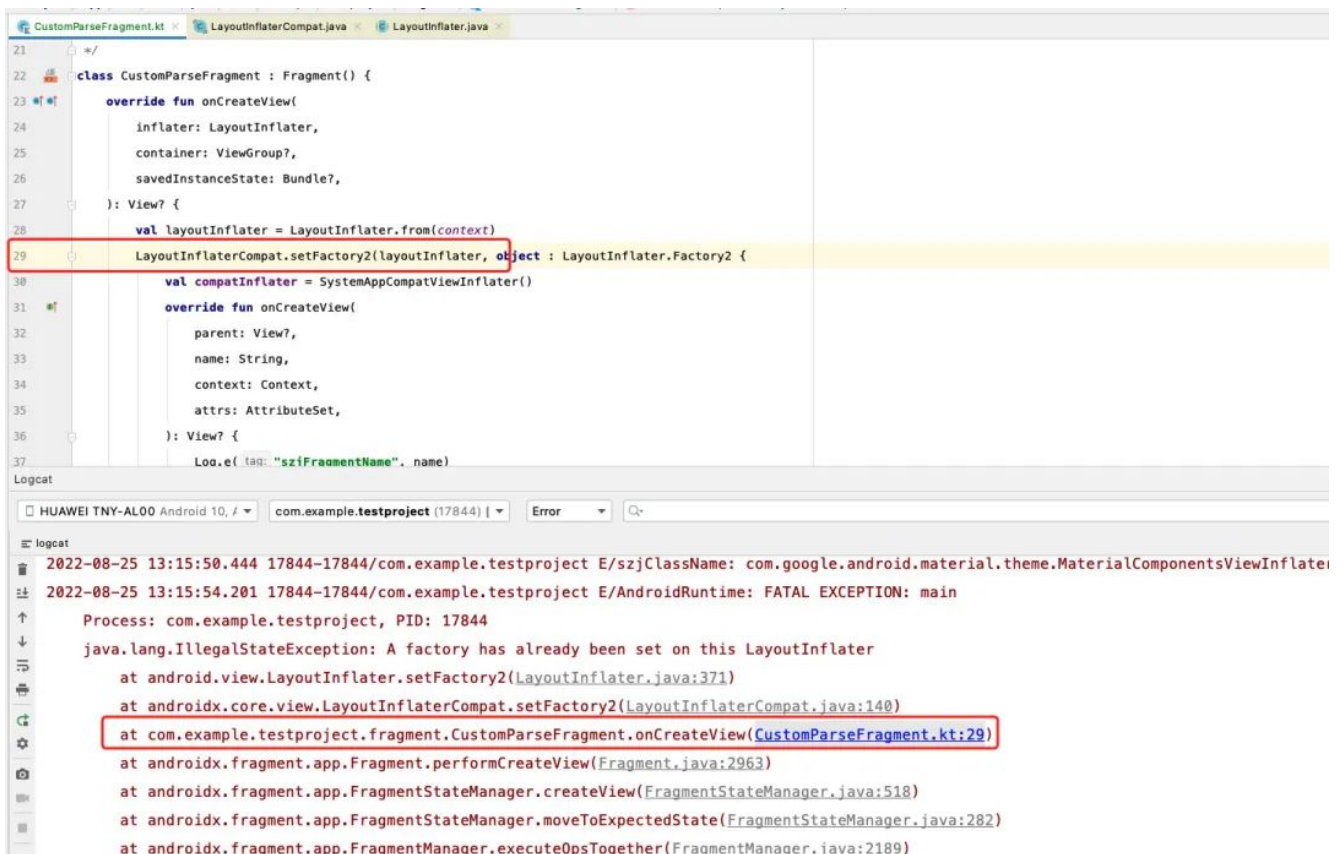 CustomParseFragment.kt LayoutInflaterCompat.java LayoutInflater.java
21 */
22 class CustomParseFragment : Fragment() {
23 override fun onCreateView(
24 inflater: LayoutInflater,
25 container: ViewGroup?,
26 savedInstanceState: Bundle?,
27 ): View? {
28 val layoutInflater = LayoutInflater.from(context)
29 LayoutInflaterCompat.setFactory2(layoutInflater, object : LayoutInflater.Factory2 {
30 val compatInflater = SystemAppCompatViewInflater()
31 override fun onCreateView(
32 parent: View?,
33 name: String,
34 context: Context,
35 attrs: AttributeSet,
36 ): View? {
37 Log.e( tag: "szjFragmentName", name)
Logcat
HUAWEI TNY-AL00 Android 10, A com.example.testproject (17844) [ Error
logcat
2022-08-25 13:15:50.444 17844-17844/com.example.testproject E/szjClassName: com.google.android.material.theme.MaterialComponentsViewInflater
2022-08-25 13:15:54.201 17844-17844/com.example.testproject E/AndroidRuntime: FATAL EXCEPTION: main
Process: com.example.testproject, PID: 17844
java.lang.IllegalStateException: A factory has already been set on this LayoutInflater
at android.view.LayoutInflater.setFactory2(LayoutInflater.java:371)
at androidx.core.view.LayoutInflaterCompat.setFactory2(LayoutInflaterCompat.java:140)
at com.example.testproject.fragment.CustomParseFragment.onCreateView(CustomParseFragment.kt:29)
at androidx.fragment.app.Fragment.performCreateView(Fragment.java:2963)
at androidx.fragment.app.FragmentStateManager.createView(FragmentStateManager.java:518)
at androidx.fragment.app.FragmentStateManager.moveToExpectedState(FragmentStateManager.java:282)
at androidx.fragment.app.FragmentManager.executeOpsTogether(FragmentManager.java:2189)